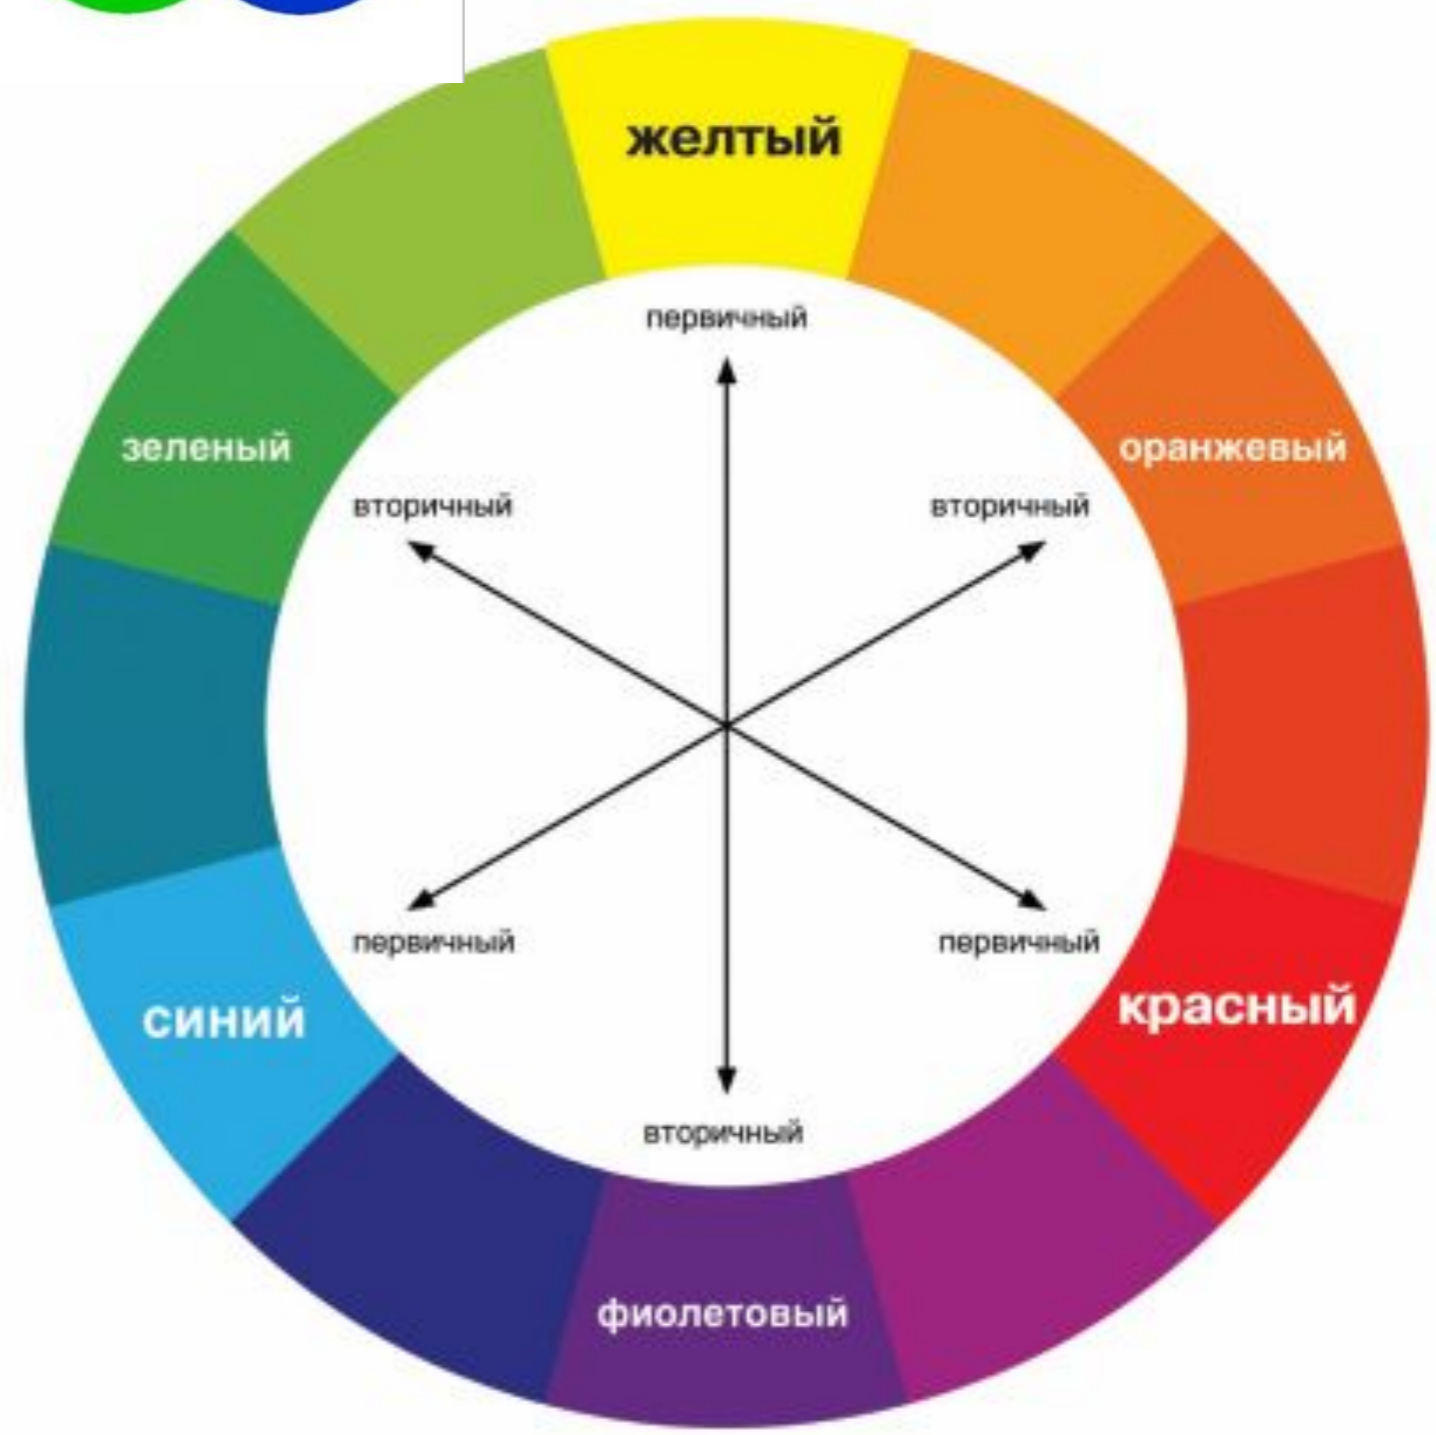 желтый
первичный
зеленый
оранжевый
вторичный
вторичный
первичный
первичный
синий
красный
вторичный
фиолетовый